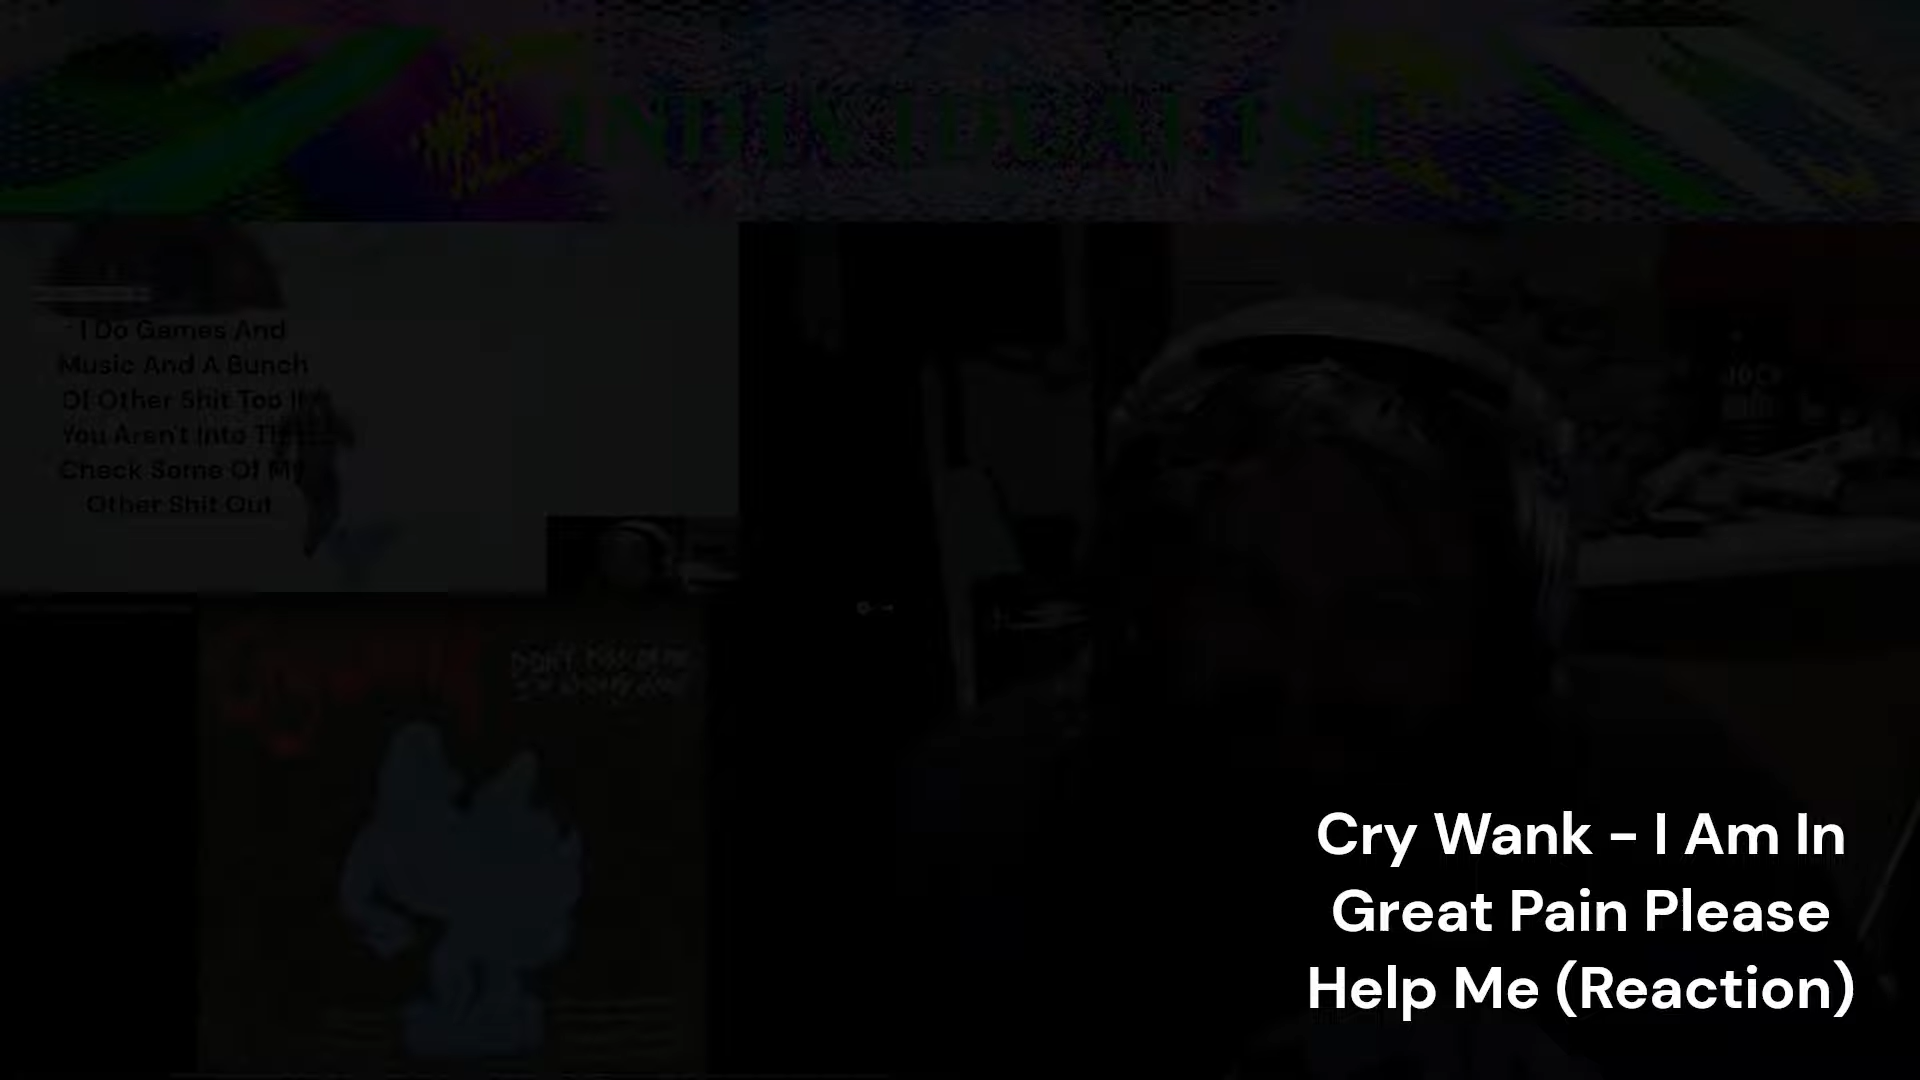 INDIVIDUALIST
I Do Games And
Music And A Bunch
Of Other Shit Too If
You Aren't Into
Check Some Of My
Other Shit Out
Cry Wank - I Am In
Great Pain Please
Help Me (Reaction)